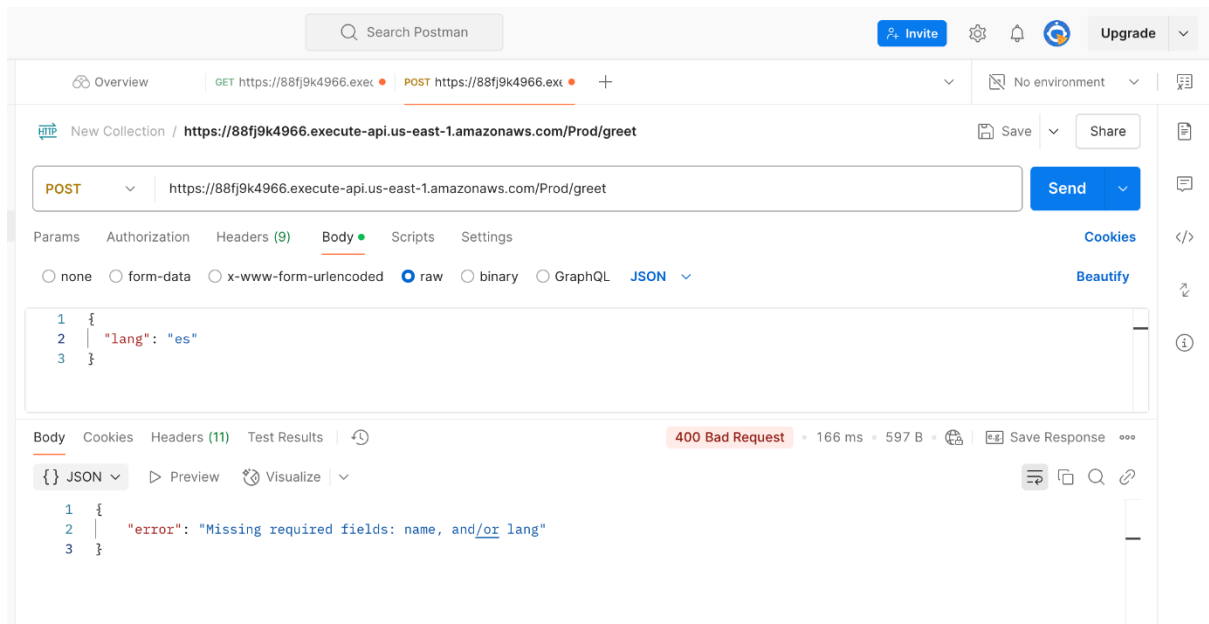 Search Postman
Invite
Upgrade
Overview
GET https://88fj9k4966.exec
POST https://88fj9k4966.exe
No environment
HTTP New Collection / https://88fj9k4966.execute-api.us-east-1.amazonaws.com/Prod/greet
Save
Share
POST https://88fj9k4966.execute-api.us-east-1.amazonaws.com/Prod/greet
Send
Params Authorization Headers (9) Body Scripts Settings
Cookies
none form-data x-www-form-urlencoded raw binary GraphQL JSON
Beautify
1 {
2 "lang": "es"
3 }
Body Cookies Headers (11) Test Results
400 Bad Request • 166 ms • 597 B
e.g. Save Response
{} JSON Preview Visualize
1 {
2 "error": "Missing required fields: name, and/or lang"
3 }